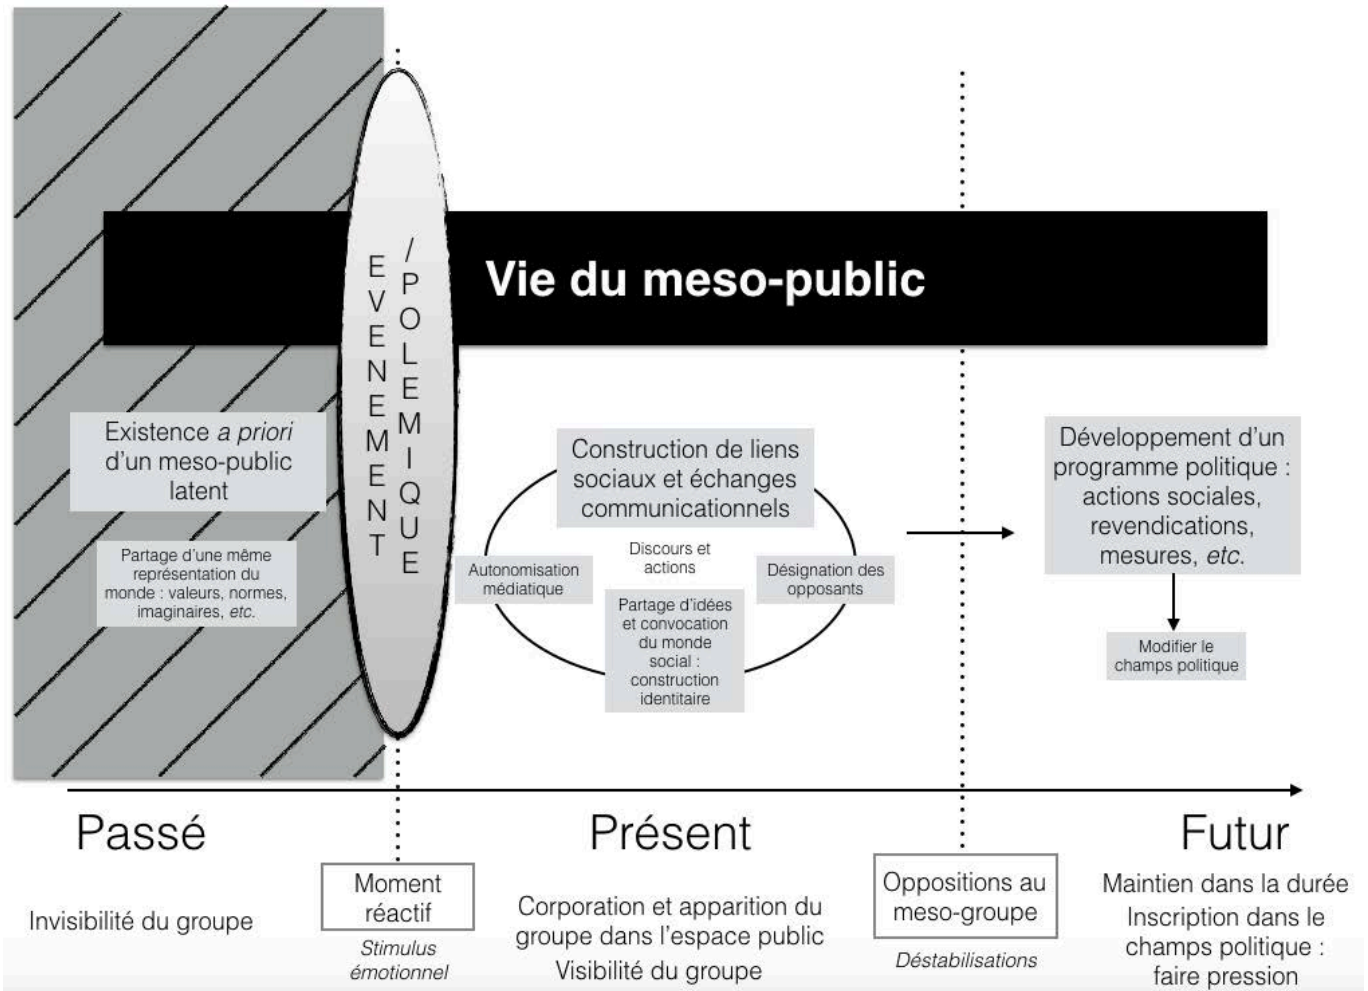 EVENEMENT
/POLEMIQUE
Vie du meso-public
Existence a priori
d'un meso-public
latent
Partage d'une même
représentation du
monde : valeurs, normes,
imaginaires, etc.
Construction de liens
sociaux et échanges
communicationnels
Discours et
actions
Autonomisation
médiatique
Désignation des
opposants
Partage d'idées
et convocation
du monde
social :
construction
identitaire
Développement d'un
programme politique :
actions sociales,
revendications,
mesures, etc.
Modifier le
champs politique
Passé
Présent
Futur
Invisibilité du groupe
Moment
réactif
Stimulus
émotionnel
Corporation et apparition du
groupe dans l'espace public
Visibilité du groupe
Oppositions au
meso-groupe
Déstabilisations
Maintien dans la durée
Inscription dans le
champs politique :
faire pression